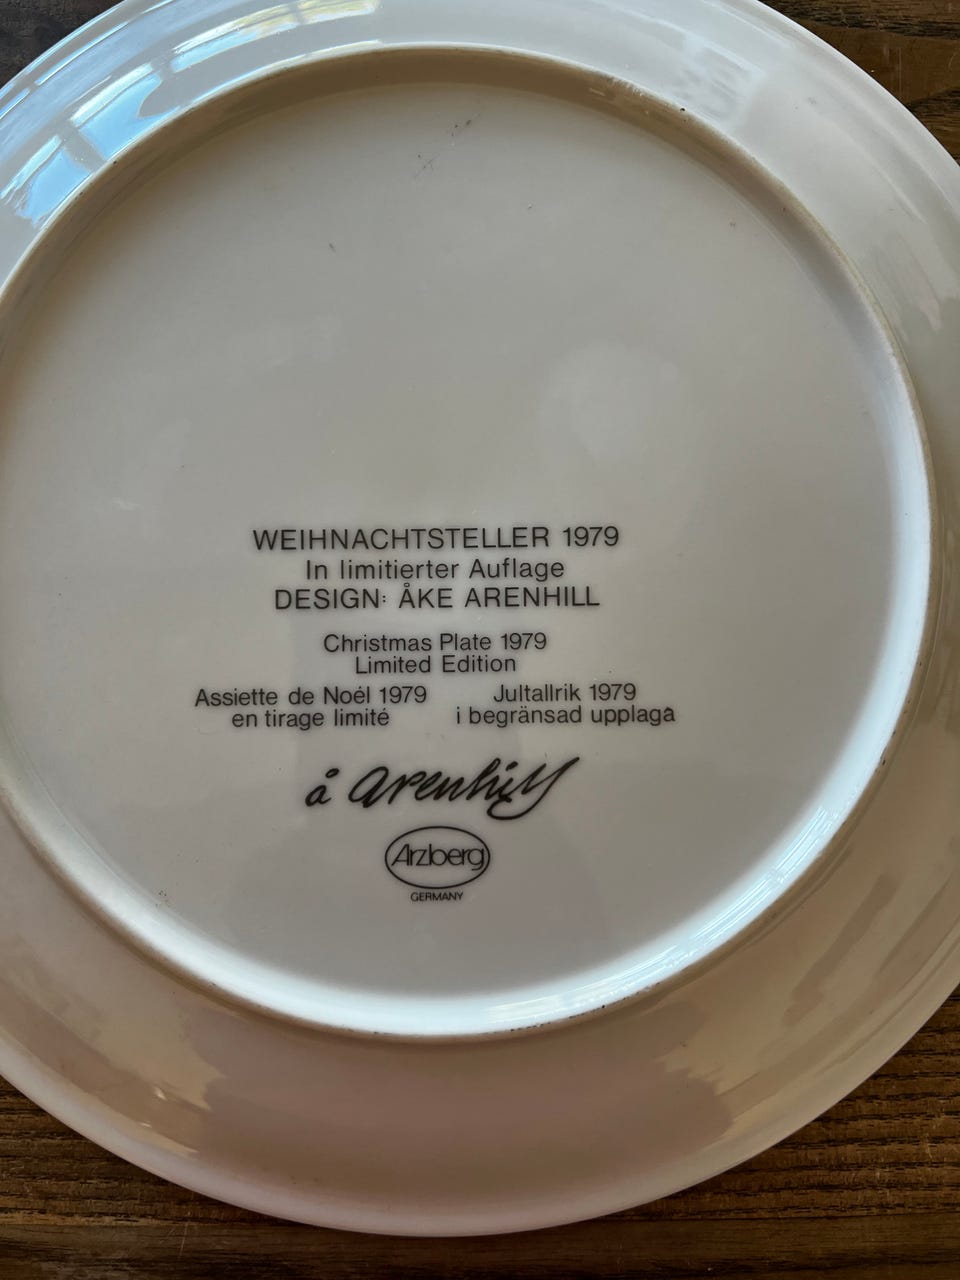 WEIHNACHTSTELLER 1979
In limitierter Auflage
DESIGN: ÅKE ARENHILL
Christmas Plate 1979
Limited Edition
Assiette de Noél 1979
en tirage limité
Jultallrik 1979
i begränsad upplaga
å arenhill
Arzberg
GERMANY